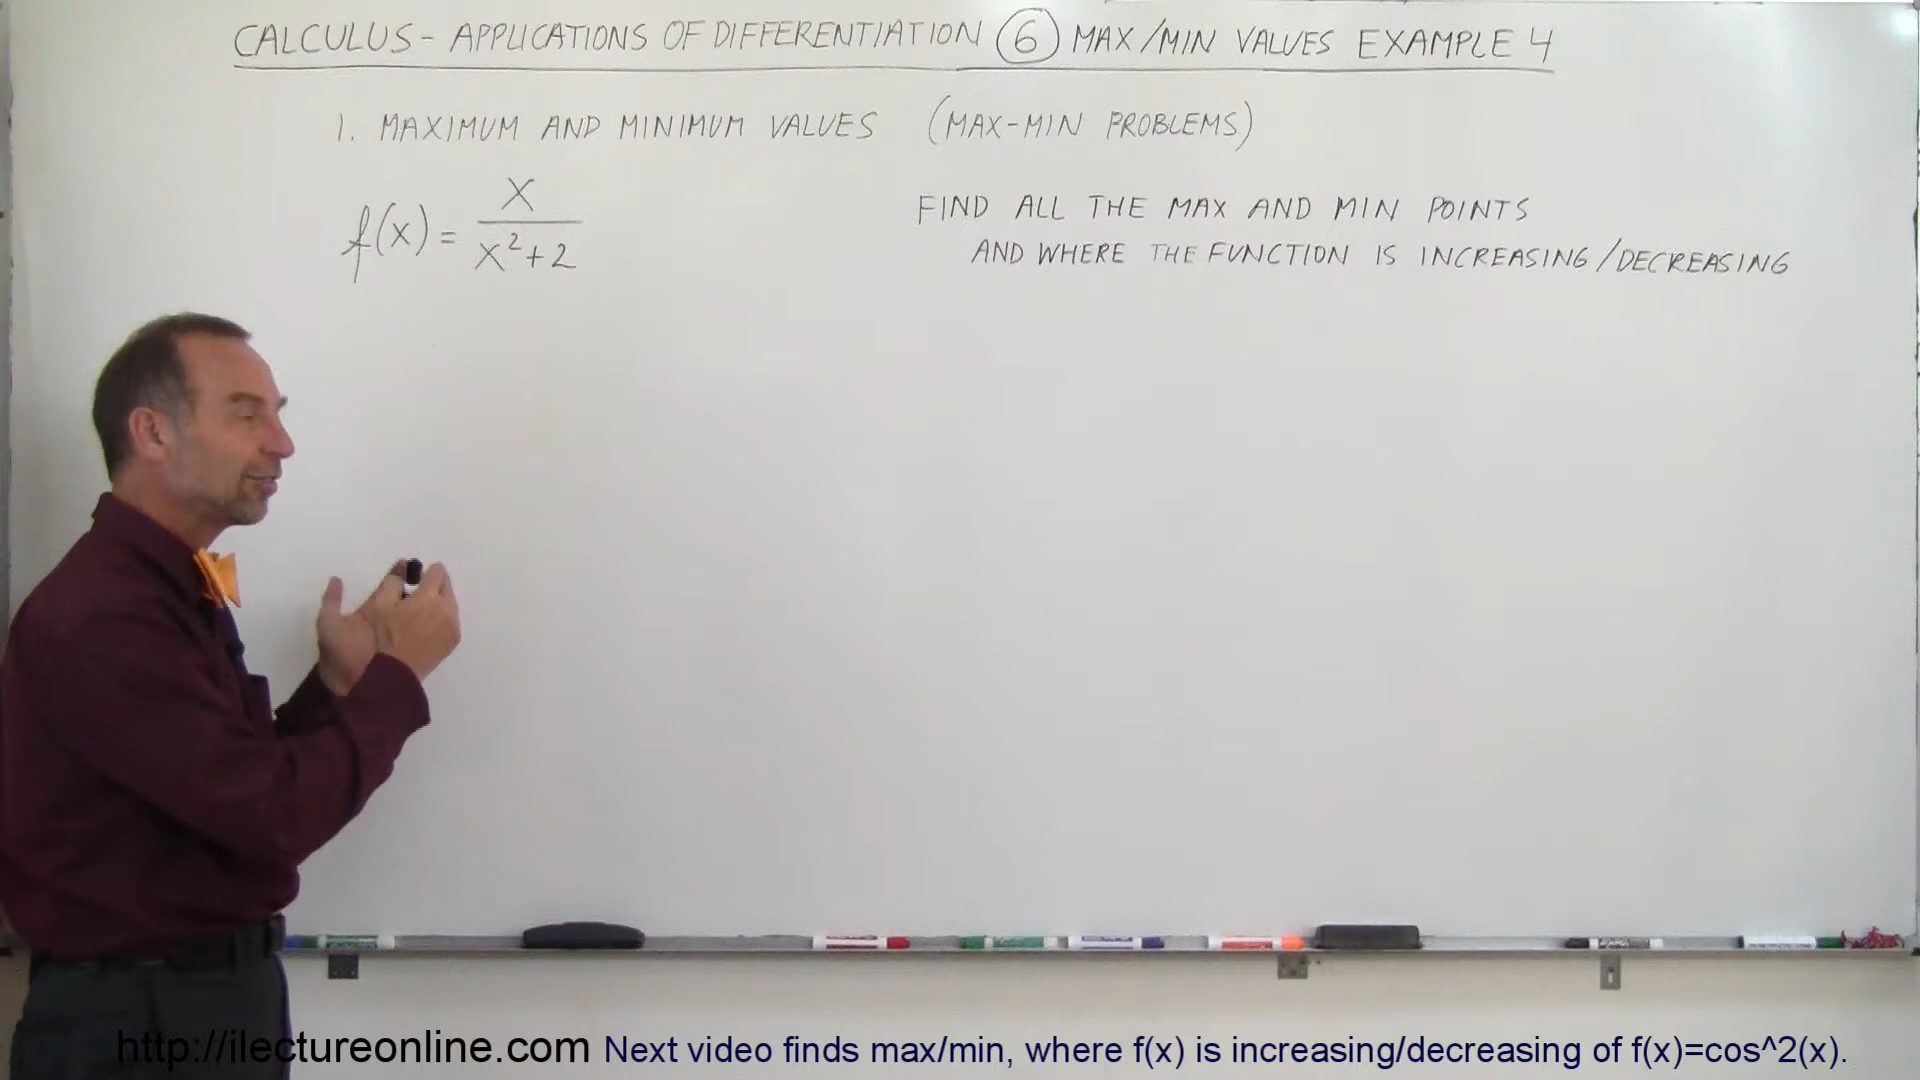 CALCULUS - APPLICATIONS OF DIFFERENTIATION (6) MAX/MIN VALUES EXAMPLE 4
1. MAXIMUM AND MINIMUM VALUES (MAX-MIN PROBLEMS)
f(x) = x / (x²+2)
FIND ALL THE MAX AND MIN POINTS
AND WHERE THE FUNCTION IS INCREASING/DECREASING
http://ilectureonline.com Next video finds max/min, where f(x) is increasing/decreasing of f(x)=cos^2(x).